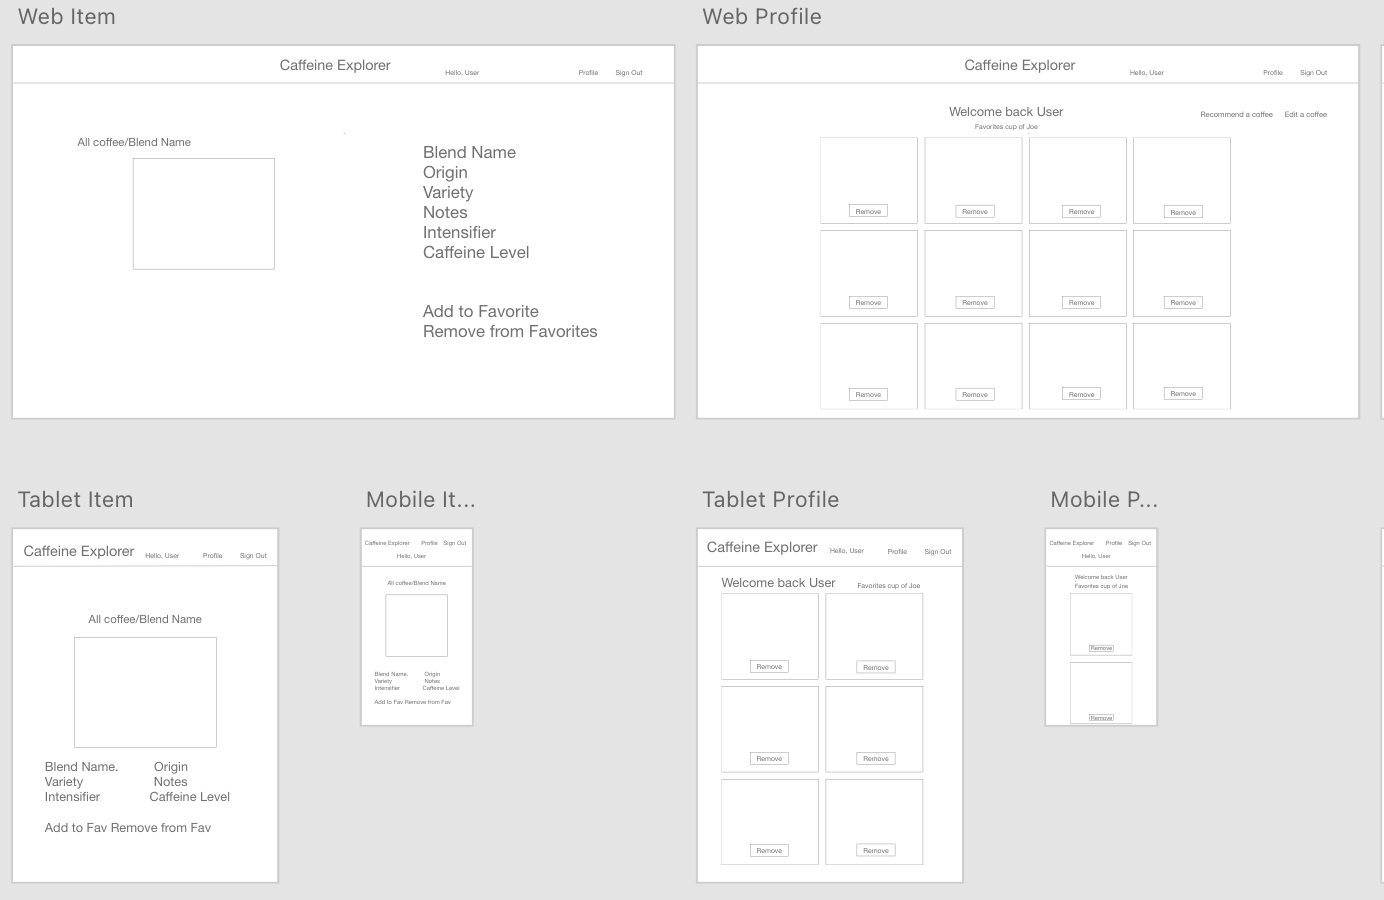 Web Item
Caffeine Explorer
Hello, User
Profile
Sign Out
All coffee/Blend Name
Blend Name
Origin
Variety
Notes
Intensifier
Caffeine Level
Add to Favorite
Remove from Favorites
Web Profile
Caffeine Explorer
Hello, User
Profile
Sign Out
Welcome back User
Favorites cup of Joe
Recommend a coffee
Edit a coffee
Remove
Remove
Remove
Remove
Remove
Remove
Remove
Remove
Remove
Remove
Remove
Remove
Tablet Item
Caffeine Explorer
Hello, User
Profile
Sign Out
All coffee/Blend Name
Blend Name. Origin
Variety Notes
Intensifier Caffeine Level
Add to Fav Remove from Fav
Mobile It...
Caffeine Explorer
Profile
Sign Out
Hello, User
All coffee/Blend Name
Blend Name. Origin
Variety Notes
Intensifier Caffeine Level
Add to Fav Remove from Fav
Tablet Profile
Caffeine Explorer
Hello, User
Profile
Sign Out
Welcome back User
Favorites cup of Joe
Remove
Remove
Remove
Remove
Remove
Remove
Mobile P...
Caffeine Explorer
Profile
Sign Out
Hello, User
Welcome back User
Favorites cup of Joe
Remove
Remove